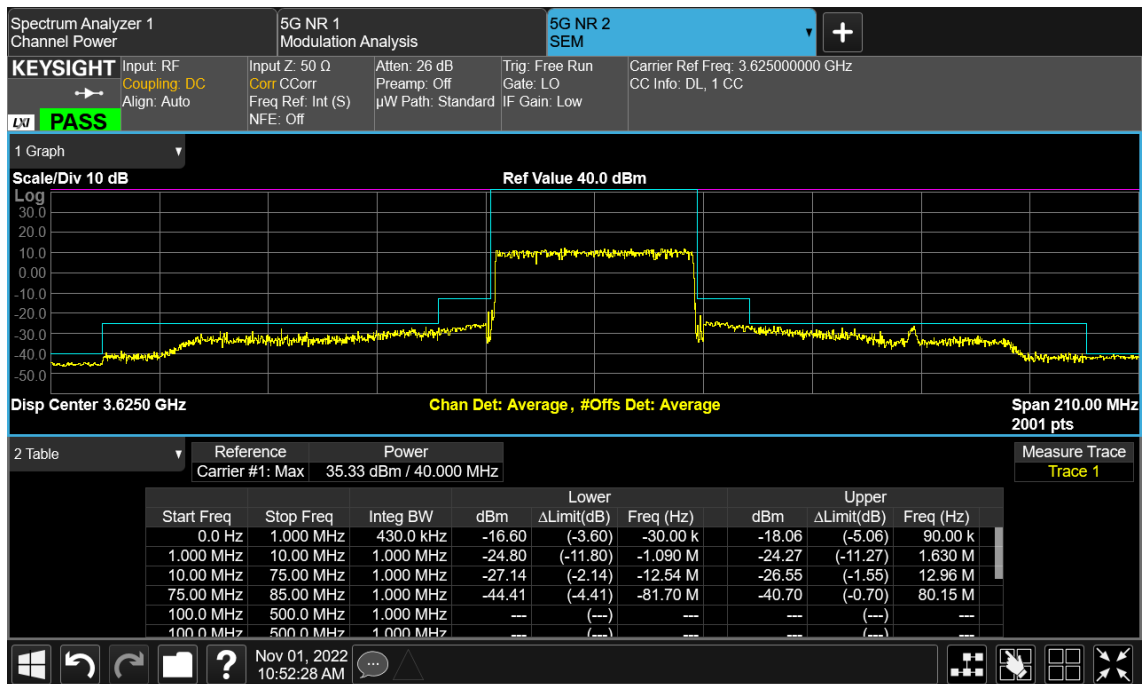 Spectrum Analyzer 1
Channel Power
5G NR 1
Modulation Analysis
5G NR 2
SEM
KEYSIGHT
LXI
PASS
Input: RF
Coupling: DC
Align: Auto
Input Z: 50 Ω
Corr CCorr
Freq Ref: Int (S)
NFE: Off
Atten: 26 dB
Preamp: Off
µW Path: Standard
Trig: Free Run
Gate: LO
IF Gain: Low
Carrier Ref Freq: 3.625000000 GHz
CC Info: DL, 1 CC
1 Graph
Scale/Div 10 dB
Ref Value 40.0 dBm
Log
30.0
20.0
10.0
0.00
-10.0
-20.0
-30.0
-40.0
-50.0
Disp Center 3.6250 GHz
Chan Det: Average, #Offs Det: Average
Span 210.00 MHz
2001 pts
2 Table
Reference Power
Carrier #1: Max 35.33 dBm / 40.000 MHz
Measure Trace
Trace 1
Lower Upper
Start Freq Stop Freq Integ BW dBm ΔLimit(dB) Freq (Hz) dBm ΔLimit(dB) Freq (Hz)
0.0 Hz 1.000 MHz 430.0 kHz -16.60 (-3.60) -30.00 k -18.06 (-5.06) 90.00 k
1.000 MHz 10.00 MHz 1.000 MHz -24.80 (-11.80) -1.090 M -24.27 (-11.27) 1.630 M
10.00 MHz 75.00 MHz 1.000 MHz -27.14 (-2.14) -12.54 M -26.55 (-1.55) 12.96 M
75.00 MHz 85.00 MHz 1.000 MHz -44.41 (-4.41) -81.70 M -40.70 (-0.70) 80.15 M
100.0 MHz 500.0 MHz 1.000 MHz --- (---) --- --- (---) ---
100.0 MHz 500.0 MHz 1.000 MHz --- (---) --- --- (---) ---
Nov 01, 2022
10:52:28 AM